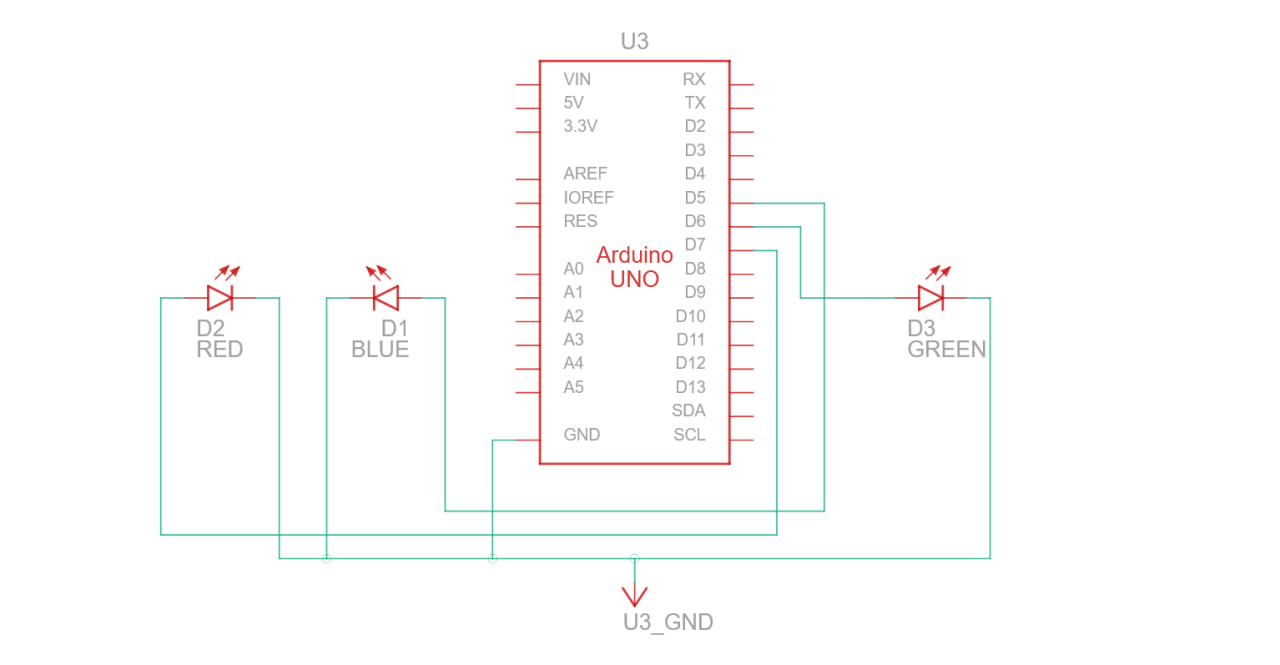 U3
VIN RX
5V TX
3.3V D2
D3
AREF D4
IOREF D5
RES D6
D7
Arduino
UNO
A0 D8
A1 D9
A2 D10
A3 D11
A4 D12
A5 D13
SDA
GND SCL
D2
RED
D1
BLUE
D3
GREEN
U3_GND